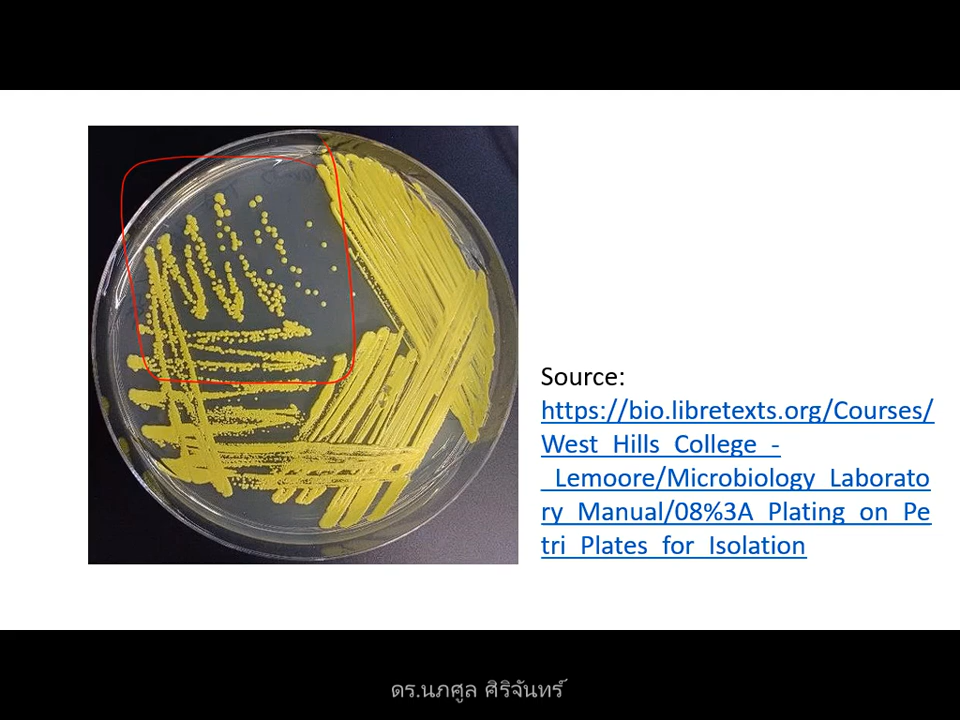 Source:
https://bio.libretexts.org/Courses/
West_Hills_College_-
_Lemoore/Microbiology_Laborato
ry_Manual/08%3A_Plating_on_Pe
tri_Plates_for_Isolation
ดร.นภศูล ศิริจันทร์